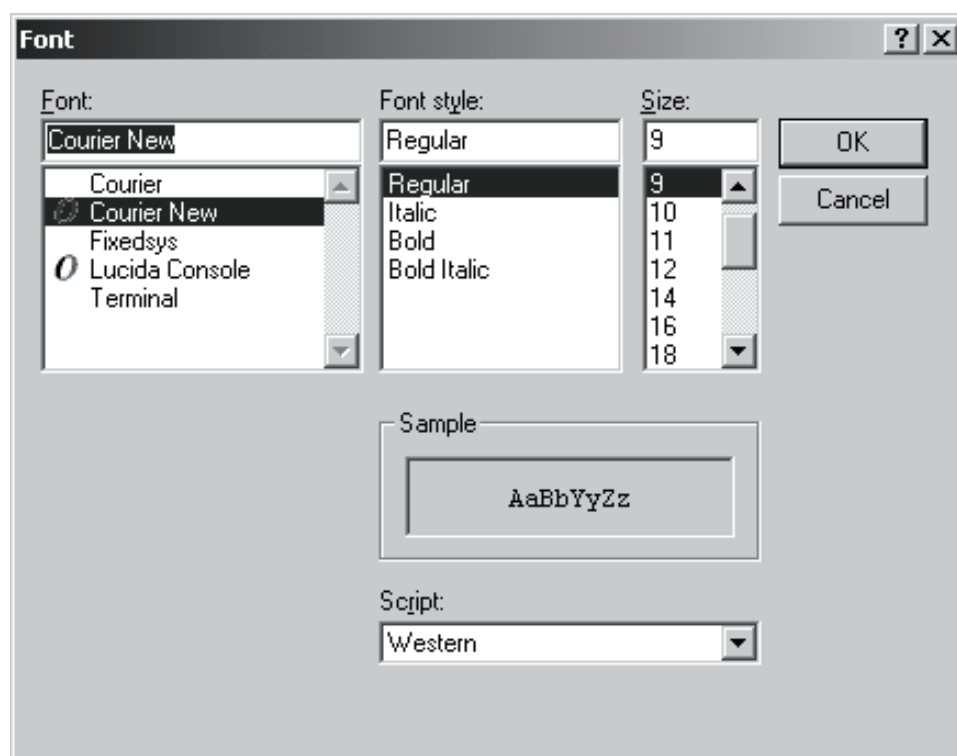 Font
Font:
Courier New
Courier
Courier New
Fixedsys
Lucida Console
Terminal
Font style:
Regular
Regular
Italic
Bold
Bold Italic
Size:
9
9
10
11
12
14
16
18
OK
Cancel
Sample
AaBbYyZz
Script:
Western